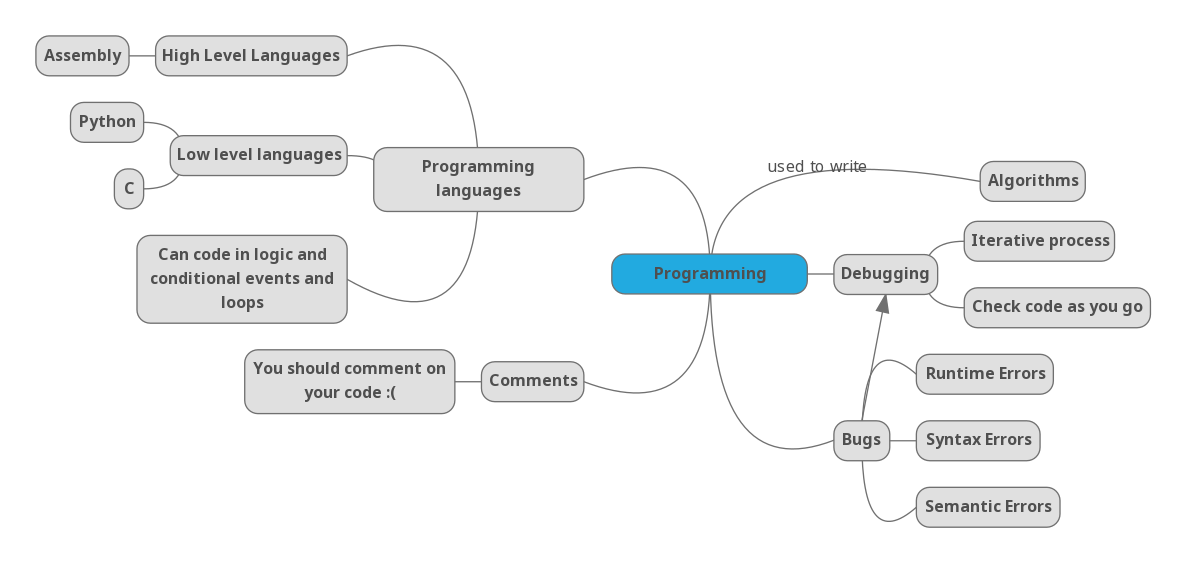 Assembly
High Level Languages
Python
Low level languages
C
Programming
languages
Can code in logic and
conditional events and
loops
You should comment on
your code :(
Comments
Programming
used to write
Algorithms
Debugging
Iterative process
Check code as you go
Bugs
Runtime Errors
Syntax Errors
Semantic Errors